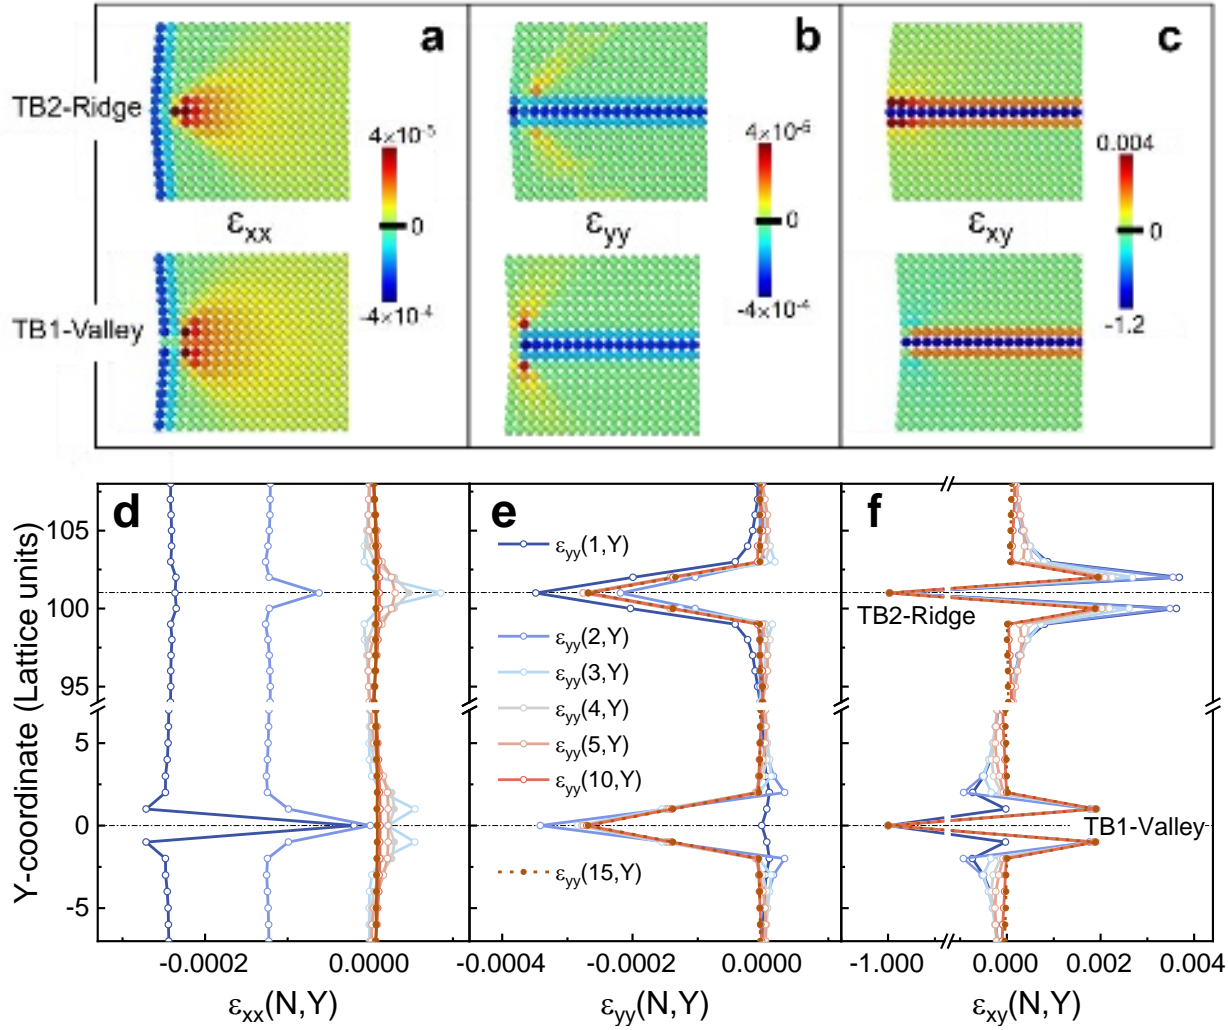 a
b
c
TB2-Ridge
4×10⁻⁵
0
-4×10⁻⁴
εxx
4×10⁻⁶
0
-4×10⁻⁴
εyy
0.004
0
-1.2
εxy
TB1-Valley
d
e
f
Y-coordinate (Lattice units)
105
100
95
5
0
-5
εyy(1,Y)
εyy(2,Y)
εyy(3,Y)
εyy(4,Y)
εyy(5,Y)
εyy(10,Y)
εyy(15,Y)
TB2-Ridge
TB1-Valley
-0.0002 0.0000
-0.0004 -0.0002 0.0000
-1.000 0.000 0.002 0.004
εxx(N,Y)
εyy(N,Y)
εxy(N,Y)